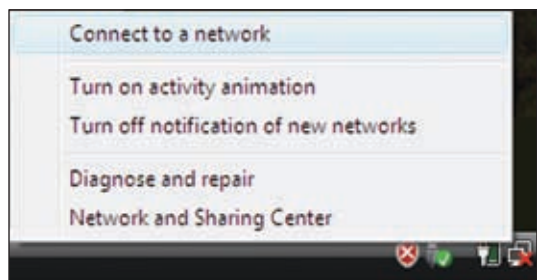 Connect to a network
Turn on activity animation
Turn off notification of new networks
Diagnose and repair
Network and Sharing Center